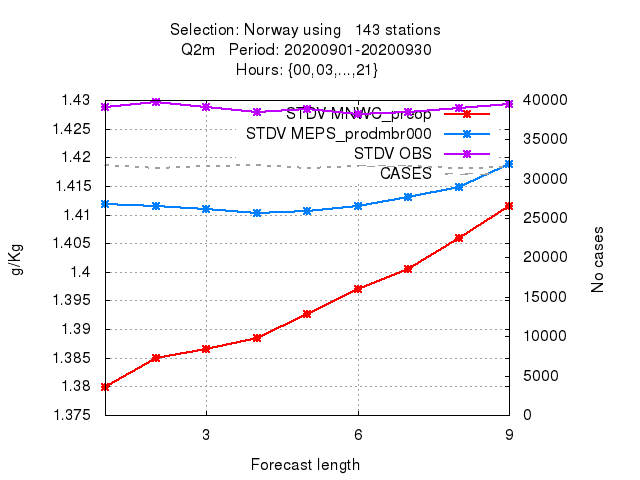 Selection: Norway using 143 stations
Q2m Period: 20200901-20200930
Hours: {00,03,...,21}
1.43
1.425
1.42
1.415
1.41
1.405
1.4
1.395
1.39
1.385
1.38
1.375
g/Kg
STDV MNWC_preop
STDV MEPS_prodmbr000
STDV OBS
CASES
40000
35000
30000
25000
20000
15000
10000
5000
0
No cases
3
6
9
Forecast length